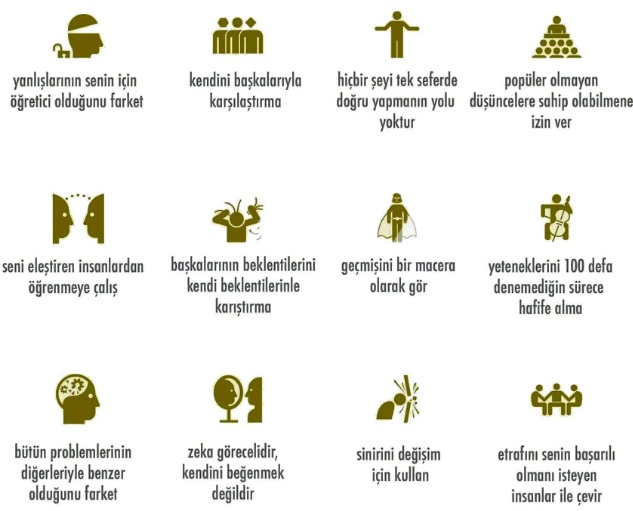 yanlışlarının senin için
öğretici olduğunu farket
kendini başkalarıyla
karşılaştırma
hiçbir şeyi tek seferde
doğru yapmanın yolu
yoktur
popüler olmayan
düşüncelere sahip olabilmene
izin ver
seni eleştiren insanlardan
öğrenmeye çalış
başkalarının beklentilerini
kendi beklentilerinle
karıştırma
geçmişini bir macera
olarak gör
yeteneklerini 100 defa
denemediğin sürece
hafife alma
bütün problemlerinin
diğerleriyle benzer
olduğunu farket
zeka görecelidir,
kendini beğenmek
değildir
sinirini değişim
için kullan
etrafını senin başarılı
olmanı isteyen
insanlar ile çevir